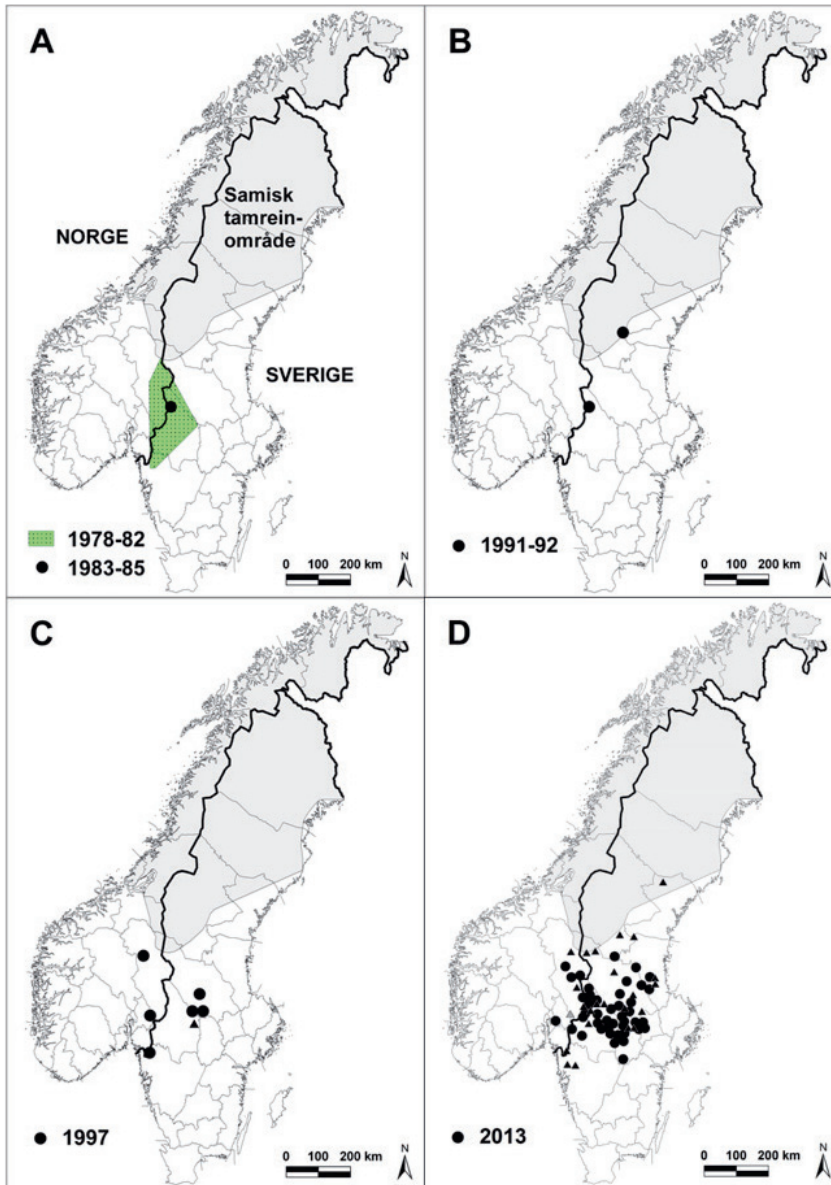 A
NORGE
Samisk
tamrein-
område
SVERIGE
1978-82
1983-85
0 100 200 km
N
B
1991-92
0 100 200 km
N
C
1997
0 100 200 km
N
D
2013
0 100 200 km
N